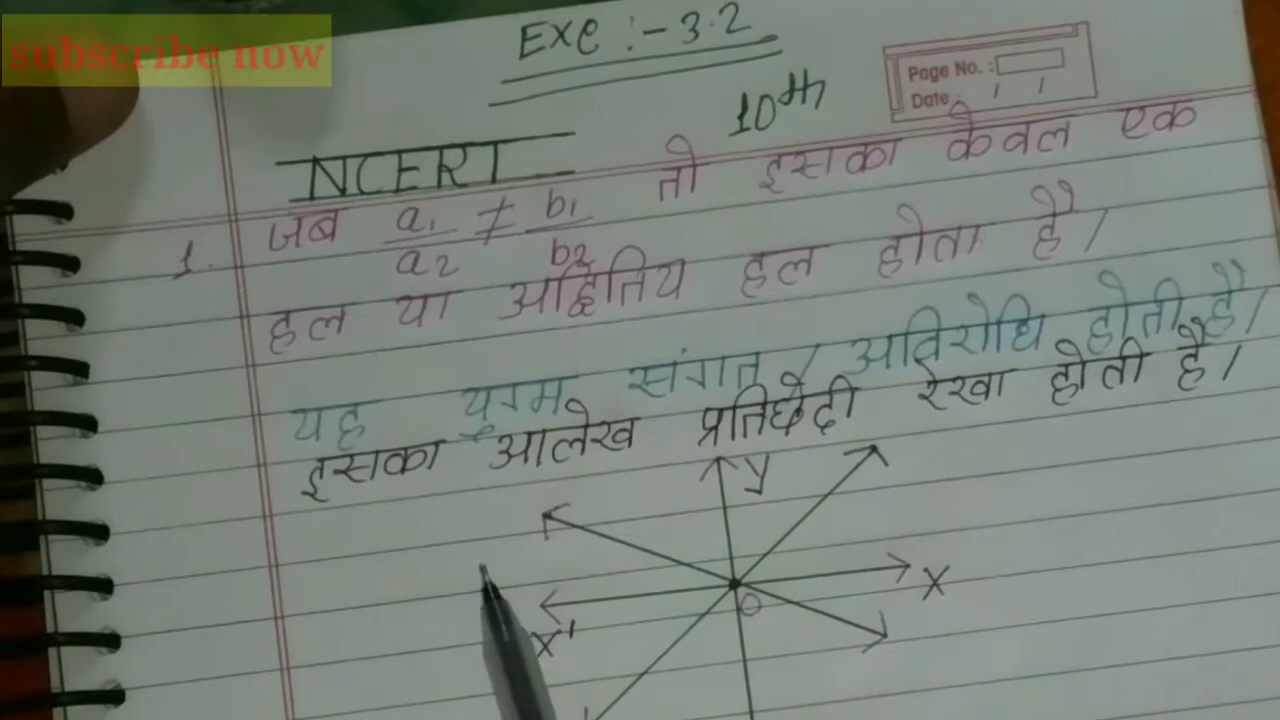 subscribe now
Exe :- 3.2
10th
Page No. :
Date
NCERT
1. जब a₁/a₂ ≠ b₁/b₂ तो इसका केवल एक
हल या अद्वितिय हल होता है।
यह युग्म संगत / अविरोधि होती है।
इसका आलेख प्रतिछेदी रेखा होती है।
y
X
O
X'